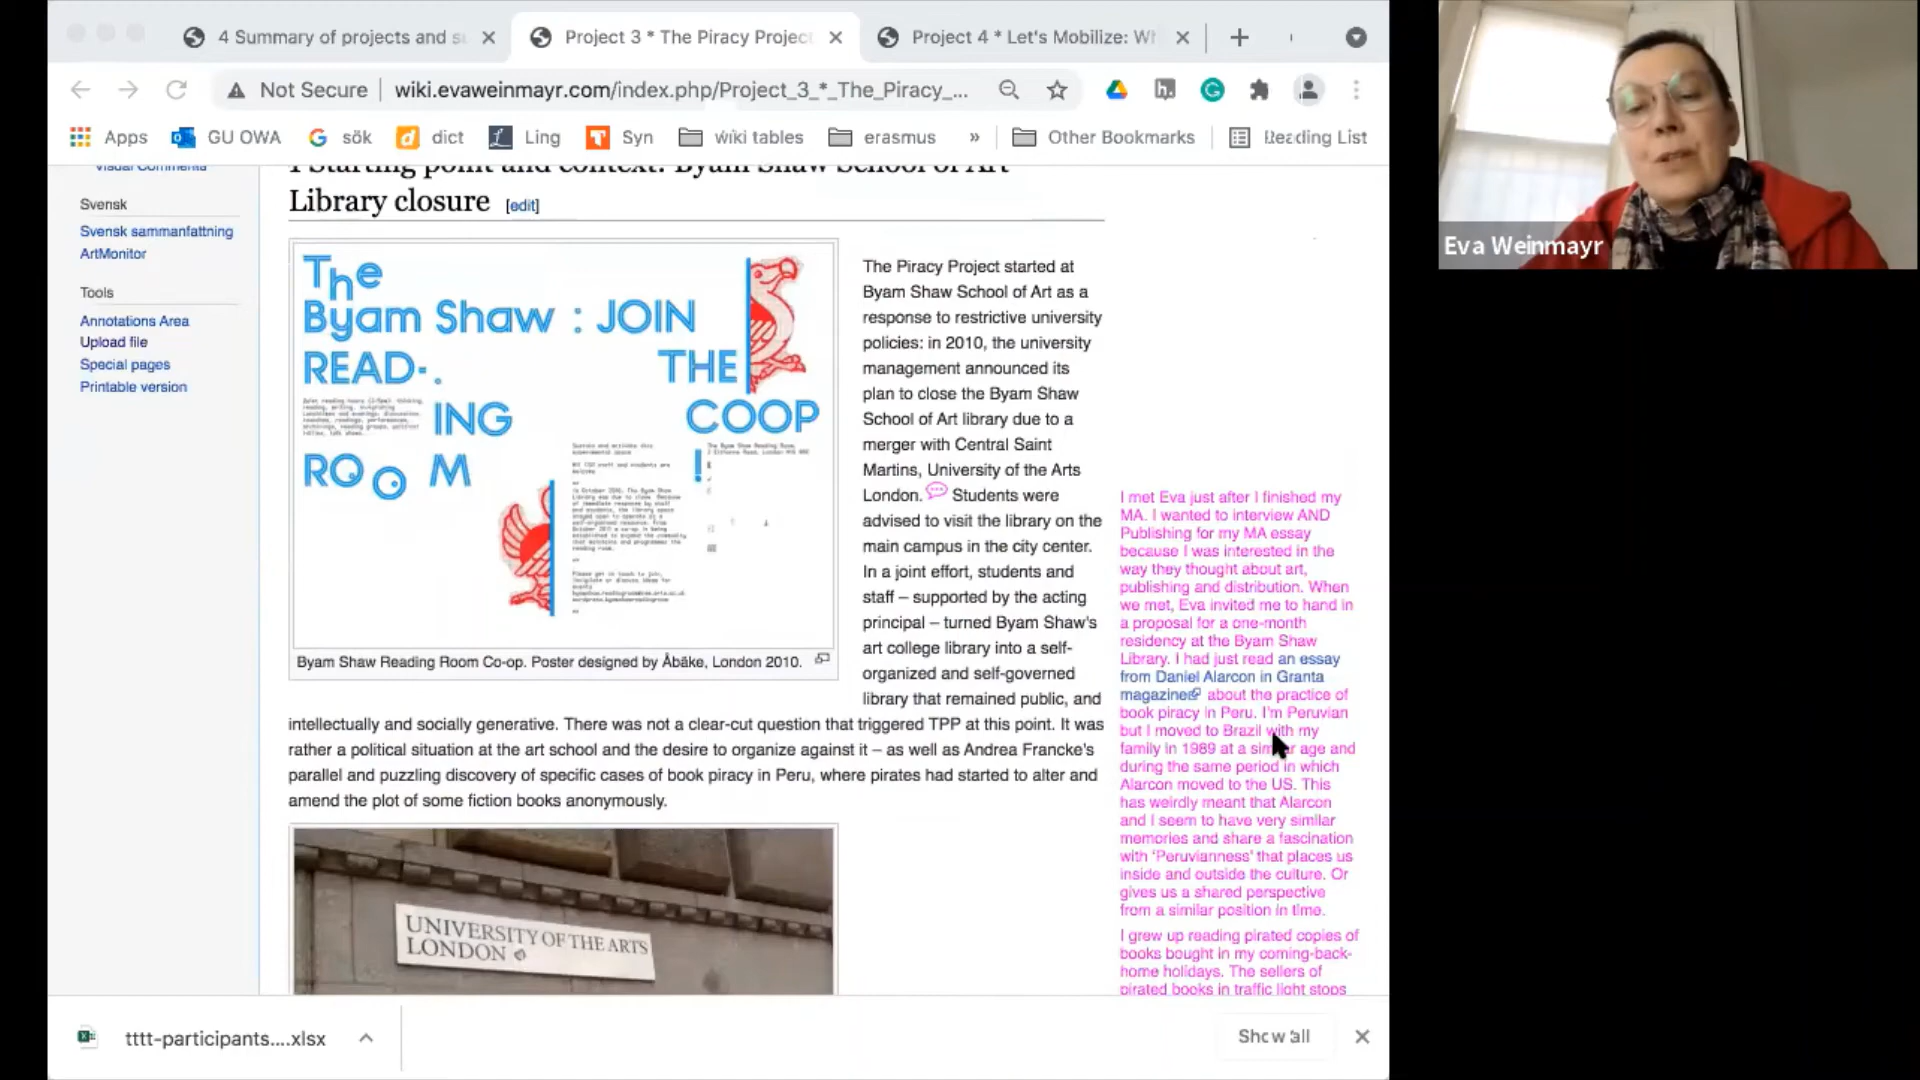 4 Summary of projects and su
Project 3 * The Piracy Project
Project 4 * Let's Mobilize: Wh
Not Secure
wiki.evaweinmayr.com/index.php/Project_3_*_The_Piracy_...
Apps
GU OWA
sök
dict
Ling
Syn
wiki tables
erasmus
»
Other Bookmarks
Reading List
Visual Comments
Svensk
Svensk sammanfattning
ArtMonitor
Tools
Annotations Area
Upload file
Special pages
Printable version
1 Starting point and context: Byam Shaw School of Art
Library closure [edit]
The
Byam Shaw : JOIN
READ-. THE
ING COOP
ROOM !
Byam Shaw Reading Room Co-op. Poster designed by Åbäke, London 2010.
The Piracy Project started at
Byam Shaw School of Art as a
response to restrictive university
policies: in 2010, the university
management announced its
plan to close the Byam Shaw
School of Art library due to a
merger with Central Saint
Martins, University of the Arts
London. Students were
advised to visit the library on the
main campus in the city center.
In a joint effort, students and
staff – supported by the acting
principal – turned Byam Shaw's
art college library into a self-
organized and self-governed
library that remained public, and
intellectually and socially generative. There was not a clear-cut question that triggered TPP at this point. It was
rather a political situation at the art school and the desire to organize against it – as well as Andrea Francke's
parallel and puzzling discovery of specific cases of book piracy in Peru, where pirates had started to alter and
amend the plot of some fiction books anonymously.
UNIVERSITY OF THE ARTS
LONDON
I met Eva just after I finished my
MA. I wanted to interview AND
Publishing for my MA essay
because I was interested in the
way they thought about art,
publishing and distribution. When
we met, Eva invited me to hand in
a proposal for a one-month
residency at the Byam Shaw
Library. I had just read an essay
from Daniel Alarcon in Granta
magazine about the practice of
book piracy in Peru. I'm Peruvian
but I moved to Brazil with my
family in 1989 at a similar age and
during the same period in which
Alarcon moved to the US. This
has weirdly meant that Alarcon
and I seem to have very similar
memories and share a fascination
with 'Peruvianness' that places us
inside and outside the culture. Or
gives us a shared perspective
from a similar position in time.
I grew up reading pirated copies of
books bought in my coming-back-
home holidays. The sellers of
pirated books in traffic light stops
tttt-participants....xlsx
Show all
Eva Weinmayr